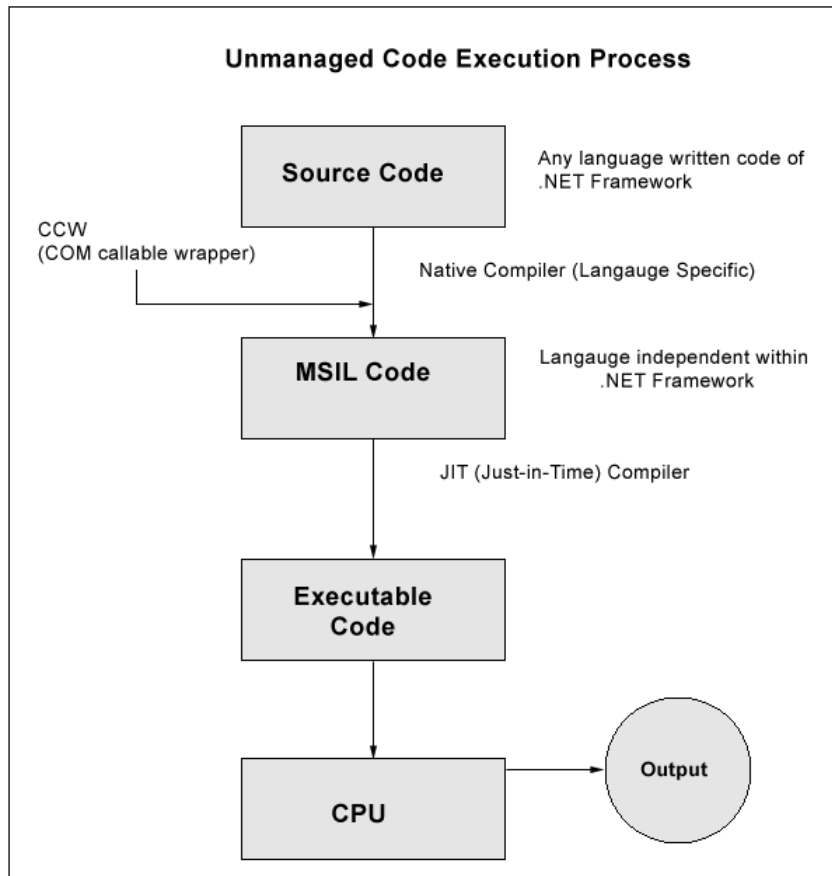 Unmanaged Code Execution Process
Source Code
Any language written code of
.NET Framework
CCW
(COM callable wrapper)
Native Compiler (Langauge Specific)
MSIL Code
Langauge independent within
.NET Framework
JIT (Just-in-Time) Compiler
Executable
Code
CPU
Output